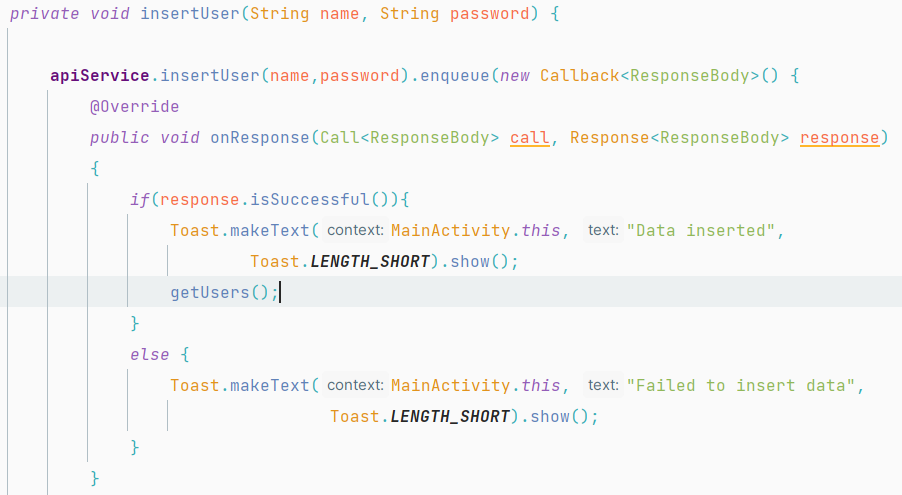 private void insertUser(String name, String password) {
apiService.insertUser(name,password).enqueue(new Callback<ResponseBody>() {
@Override
public void onResponse(Call<ResponseBody> call, Response<ResponseBody> response)
{
if(response.isSuccessful()){
Toast.makeText( context: MainActivity.this, text: "Data inserted",
Toast.LENGTH_SHORT).show();
getUsers();
}
else {
Toast.makeText( context: MainActivity.this, text: "Failed to insert data",
Toast.LENGTH_SHORT).show();
}
}